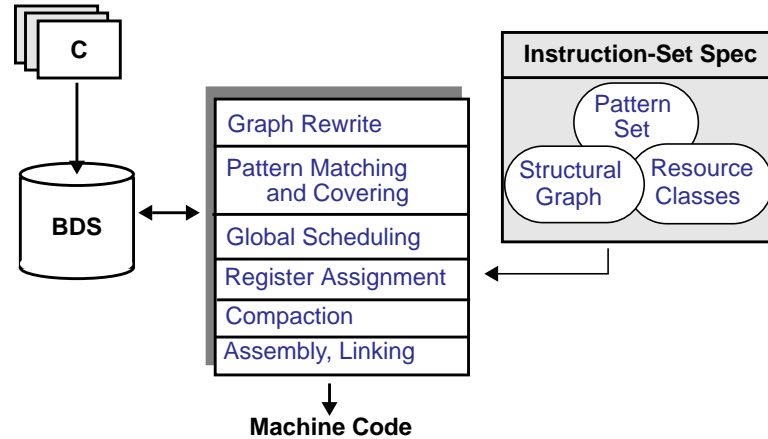 C
BDS
Graph Rewrite
Pattern Matching
and Covering
Global Scheduling
Register Assignment
Compaction
Assembly, Linking
Machine Code
Instruction-Set Spec
Pattern
Set
Structural
Graph
Resource
Classes